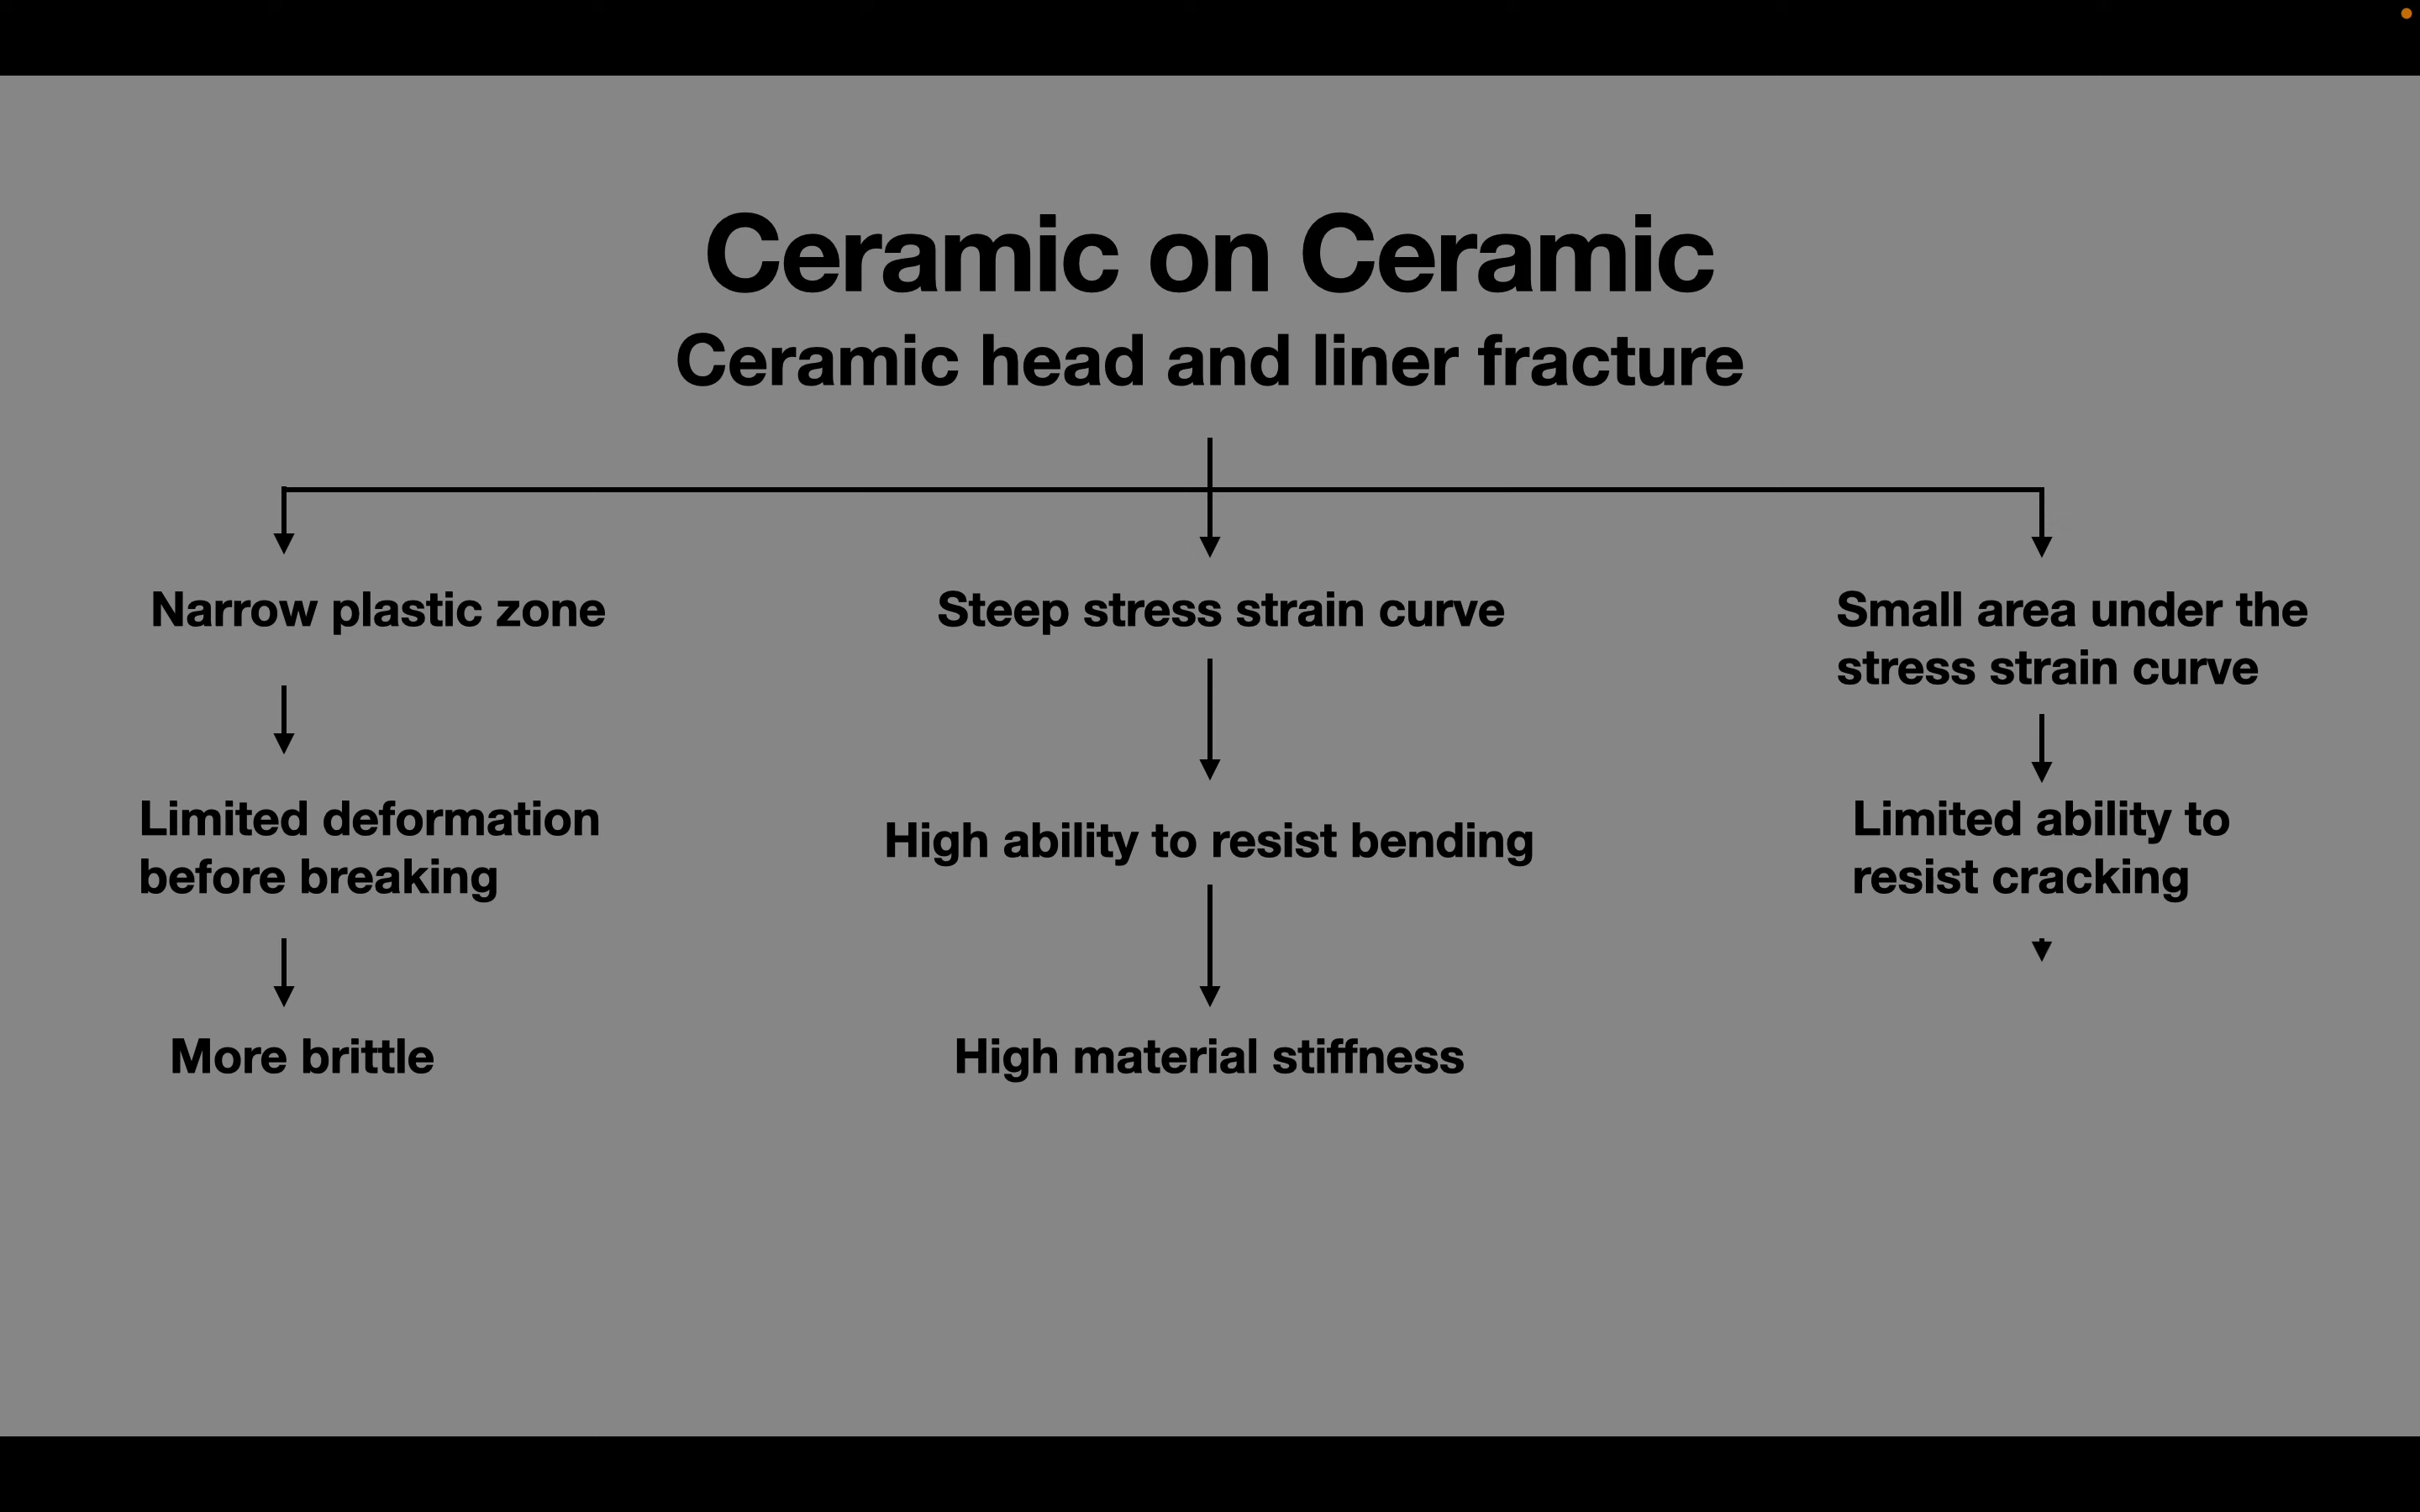 Ceramic on Ceramic
Ceramic head and liner fracture
Narrow plastic zone
Steep stress strain curve
Small area under the
stress strain curve
Limited deformation
before breaking
High ability to resist bending
Limited ability to
resist cracking
More brittle
High material stiffness